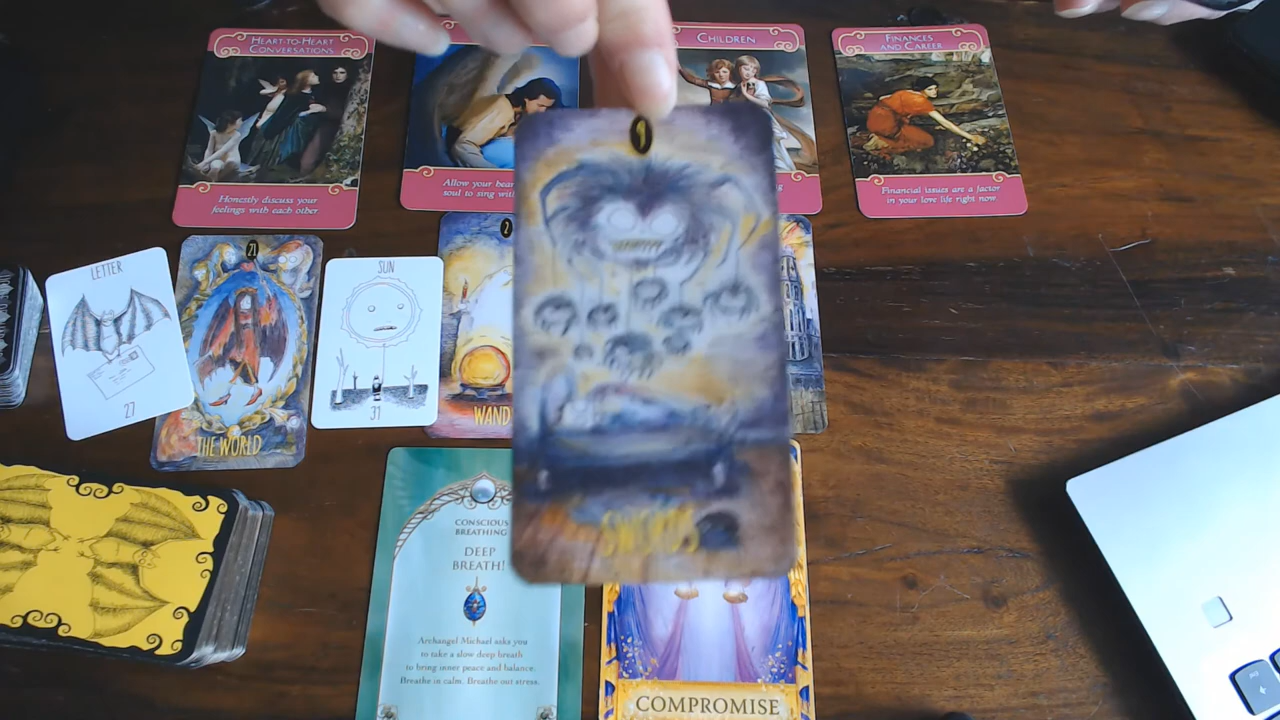 HEART-TO-HEART
CONVERSATIONS
Honestly discuss your
feelings with each other
Allow your
soul to sing
CHILDREN
FINANCES
AND CAREER
Financial issues are a factor
in your love life right now
LETTER
27
21
THE WORLD
SUN
31
2
WAND
SWORDS
CONSCIOUS
BREATHING
DEEP
BREATH!
Archangel Michael asks you
to take a slow deep breath
to bring inner peace and balance.
Breathe in calm. Breathe out stress.
COMPROMISE